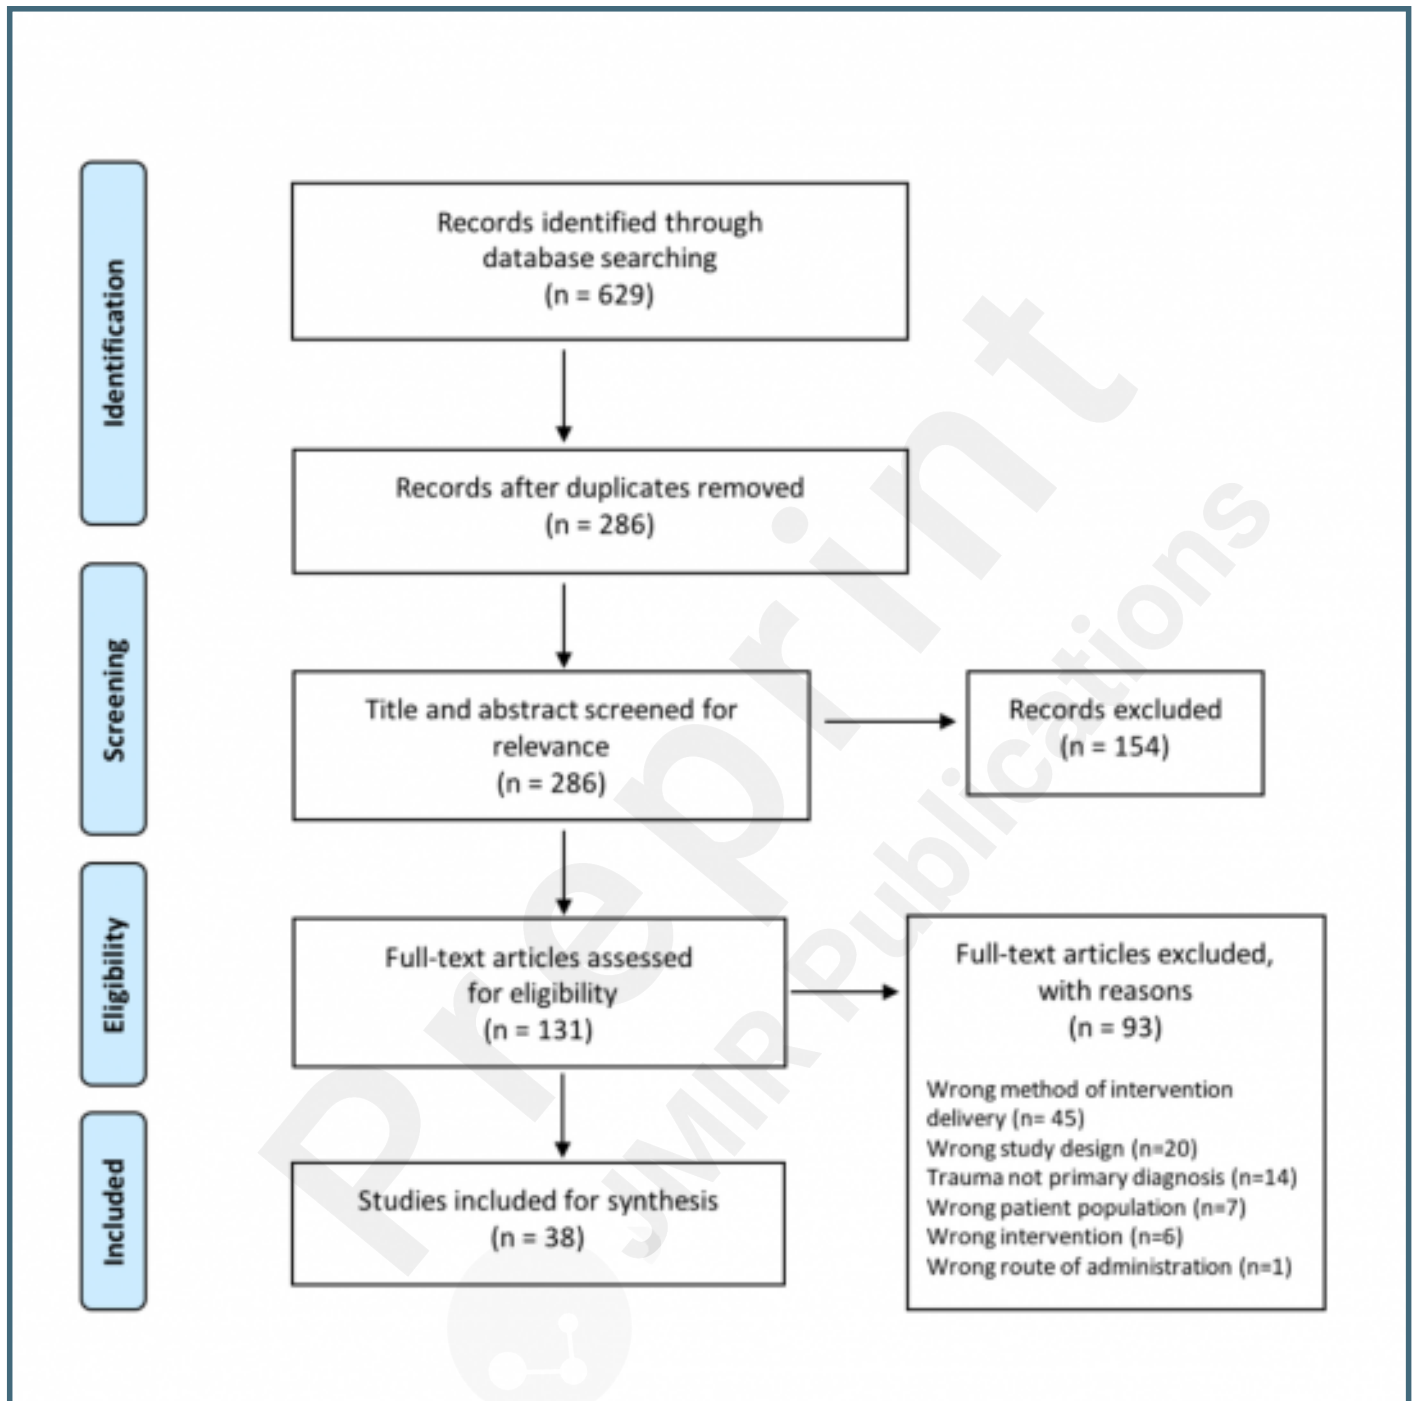 Identification
Records identified through
database searching
(n = 629)
Records after duplicates removed
(n = 286)
Screening
Title and abstract screened for
relevance
(n = 286)
Records excluded
(n = 154)
Eligibility
Full-text articles assessed
for eligibility
(n = 131)
Full-text articles excluded,
with reasons
(n = 93)
Wrong method of intervention
delivery (n= 45)
Wrong study design (n=20)
Trauma not primary diagnosis (n=14)
Wrong patient population (n=7)
Wrong intervention (n=6)
Wrong route of administration (n=1)
Included
Studies included for synthesis
(n = 38)
Preprint
JMIR Publications